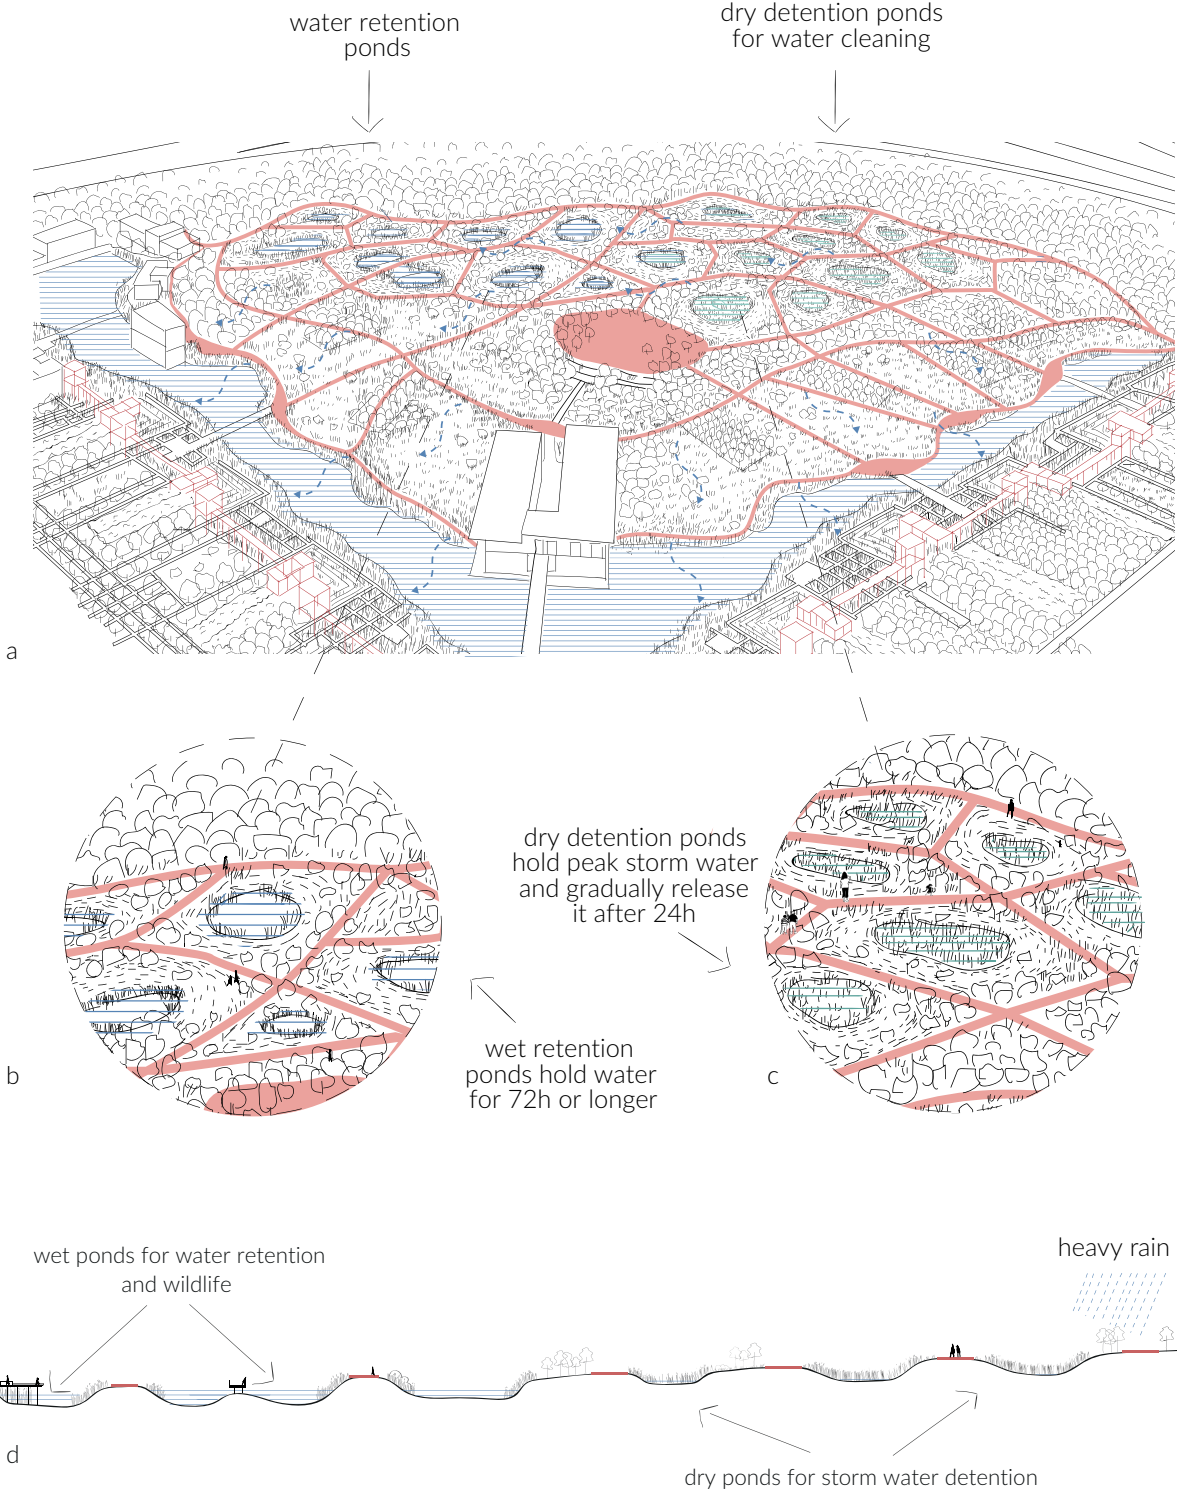 water retention
ponds
dry detention ponds
for water cleaning
a
dry detention ponds
hold peak storm water
and gradually release
it after 24h
wet retention
ponds hold water
for 72h or longer
b
c
wet ponds for water retention
and wildlife
heavy rain
d
dry ponds for storm water detention